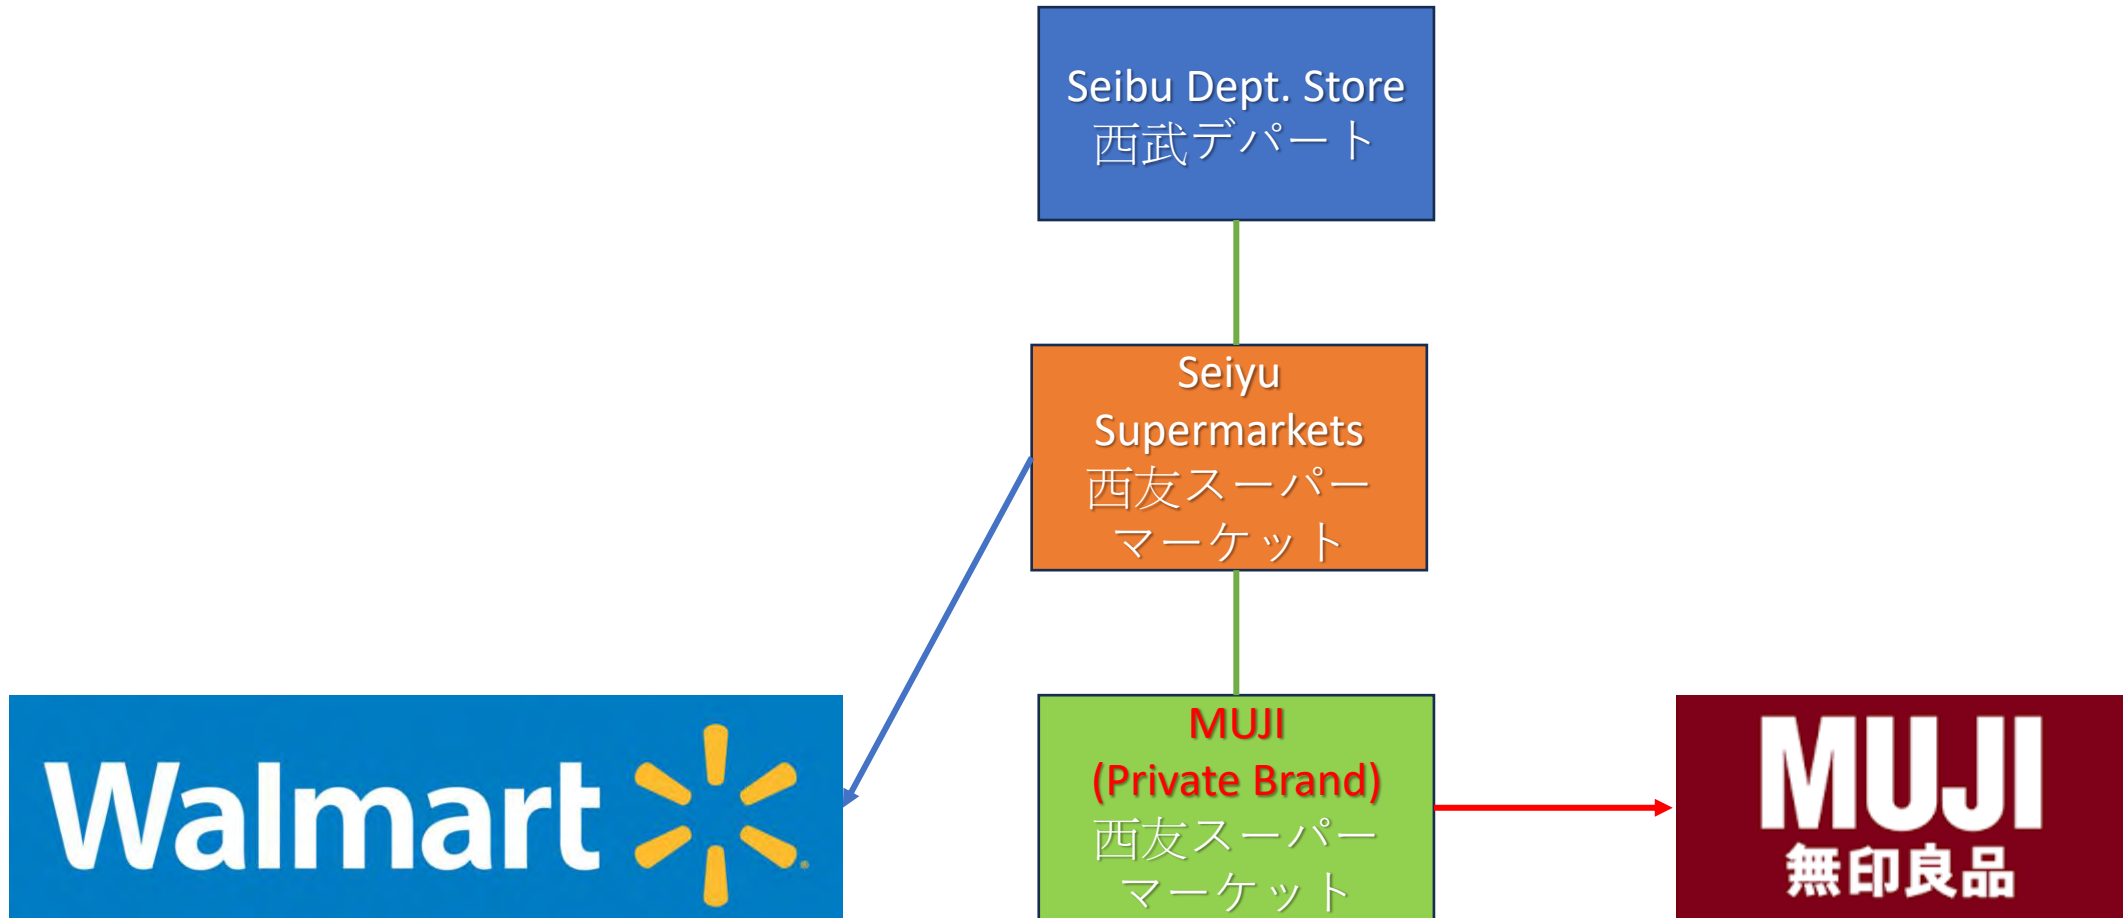 Seibu Dept. Store
西武デパート
Seiyu
Supermarkets
西友スーパー
マーケット
Walmart
MUJI
(Private Brand)
西友スーパー
マーケット
MUJI
無印良品